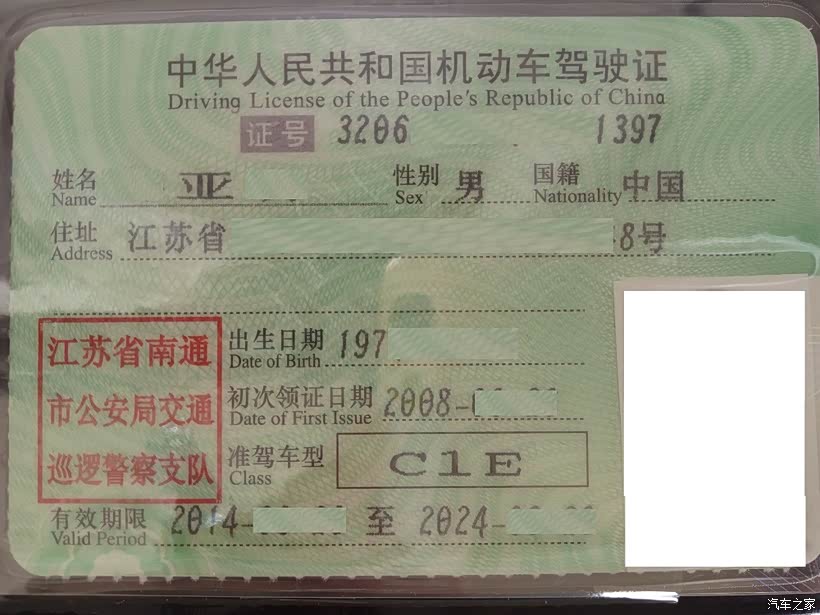 中华人民共和国机动车驾驶证
Driving License of the People's Republic of China
证号 3206 1397
姓名 亚 性别 男 国籍 中国
Name Sex Nationality
住址 江苏省 8号
Address
江苏省南通
市公安局交通
巡逻警察支队
出生日期 197
Date of Birth
初次领证日期 2008-
Date of First Issue
准驾车型 C1E
Class
有效期限 2014- 至 2024-
Valid Period
汽车之家